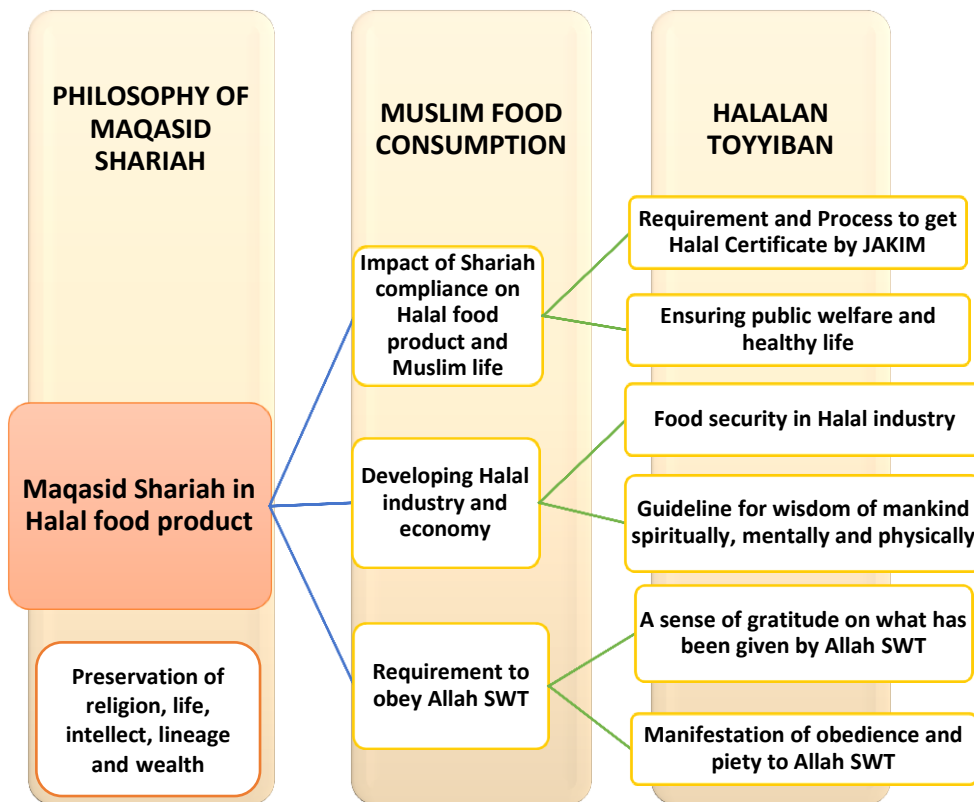 PHILOSOPHY OF
MAQASID
SHARIAH
Maqasid Shariah in
Halal food product
Preservation of
religion, life,
intellect, lineage
and wealth
MUSLIM FOOD
CONSUMPTION
Impact of Shariah
compliance on
Halal food
product and
Muslim life
Developing Halal
industry and
economy
Requirement to
obey Allah SWT
HALALAN
TOYYIBAN
Requirement and Process to get
Halal Certificate by JAKIM
Ensuring public welfare and
healthy life
Food security in Halal industry
Guideline for wisdom of mankind
spiritually, mentally and physically
A sense of gratitude on what has
been given by Allah SWT
Manifestation of obedience and
piety to Allah SWT